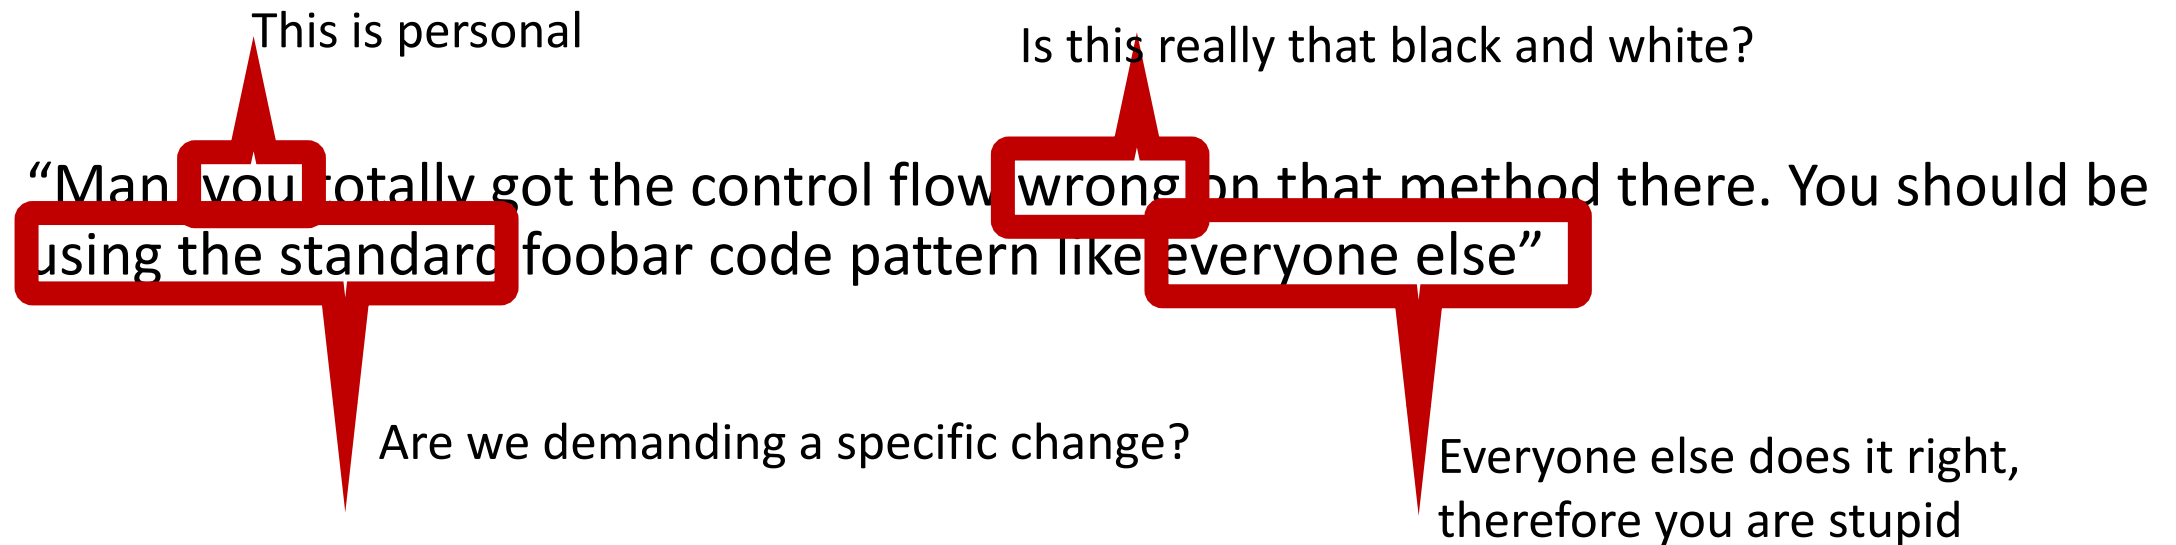 This is personal
Is this really that black and white?
“Man you totally got the control flow wrong on that method there. You should be
using the standard foobar code pattern like everyone else”
Are we demanding a specific change?
Everyone else does it right,
therefore you are stupid